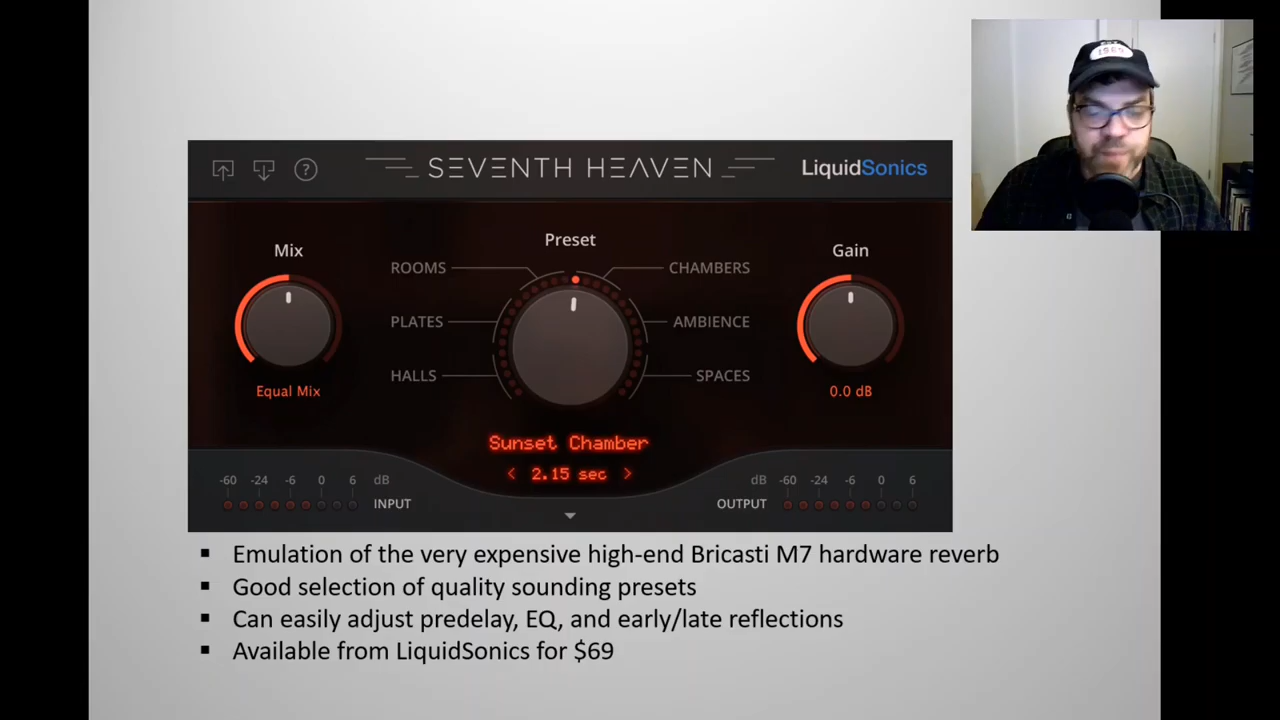 ?
SEVENTH HEAVEN
LiquidSonics
Mix
Preset
Gain
ROOMS
CHAMBERS
PLATES
AMBIENCE
HALLS
SPACES
Equal Mix
0.0 dB
Sunset Chamber
< 2.15 sec >
-60 -24 -6 0 6 dB
INPUT
dB -60 -24 -6 0 6
OUTPUT
▪ Emulation of the very expensive high-end Bricasti M7 hardware reverb
▪ Good selection of quality sounding presets
▪ Can easily adjust predelay, EQ, and early/late reflections
▪ Available from LiquidSonics for $69